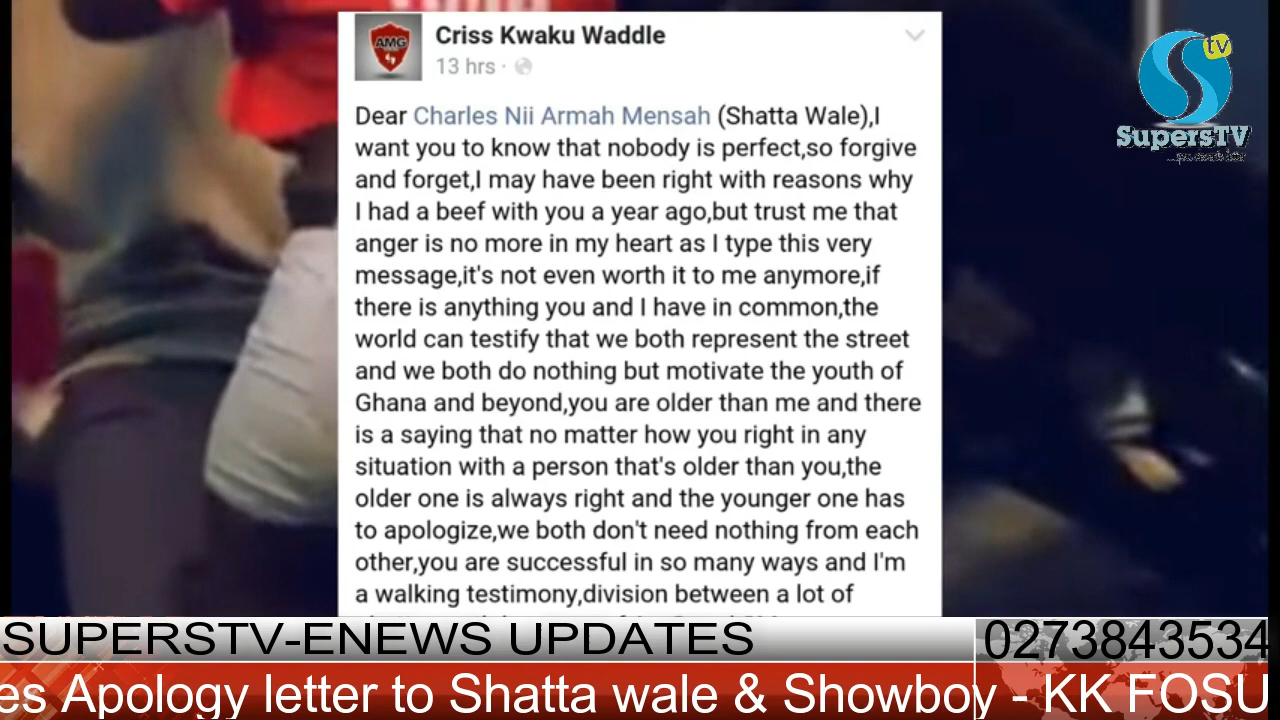 AMG
Criss Kwaku Waddle
13 hrs ·
Dear Charles Nii Armah Mensah (Shatta Wale),I
want you to know that nobody is perfect,so forgive
and forget,I may have been right with reasons why
I had a beef with you a year ago,but trust me that
anger is no more in my heart as I type this very
message,it's not even worth it to me anymore,if
there is anything you and I have in common,the
world can testify that we both represent the street
and we both do nothing but motivate the youth of
Ghana and beyond,you are older than me and there
is a saying that no matter how you right in any
situation with a person that's older than you,the
older one is always right and the younger one has
to apologize,we both don't need nothing from each
other,you are successful in so many ways and I'm
a walking testimony,division between a lot of
S tv
SupersTV
SUPERSTV-ENEWS UPDATES
0273843534
es Apology letter to Shatta wale & Showboy - KK FOSU